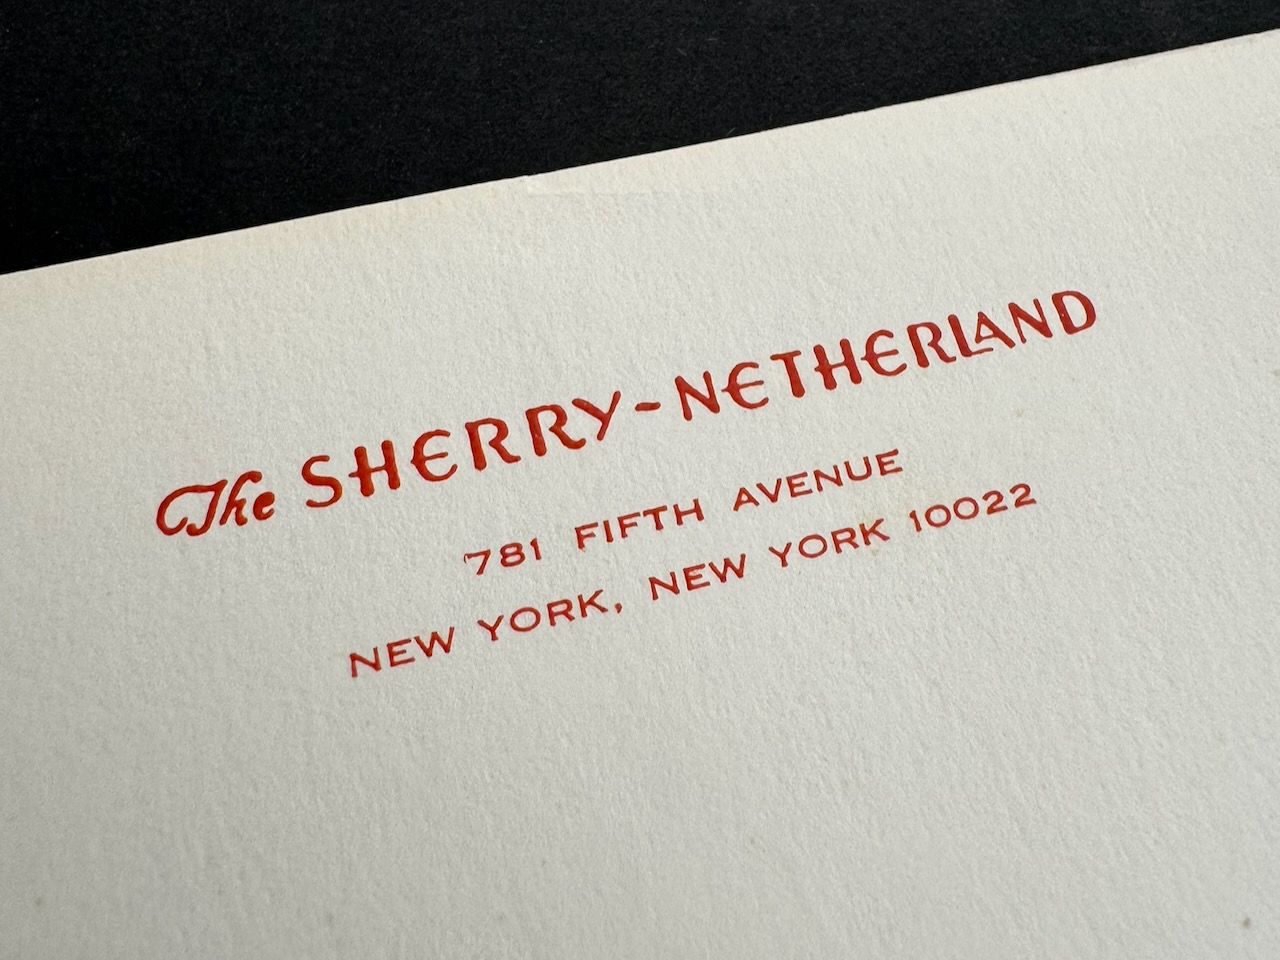 The SHERRY-NETHERLAND
781 FIFTH AVENUE
NEW YORK, NEW YORK 10022